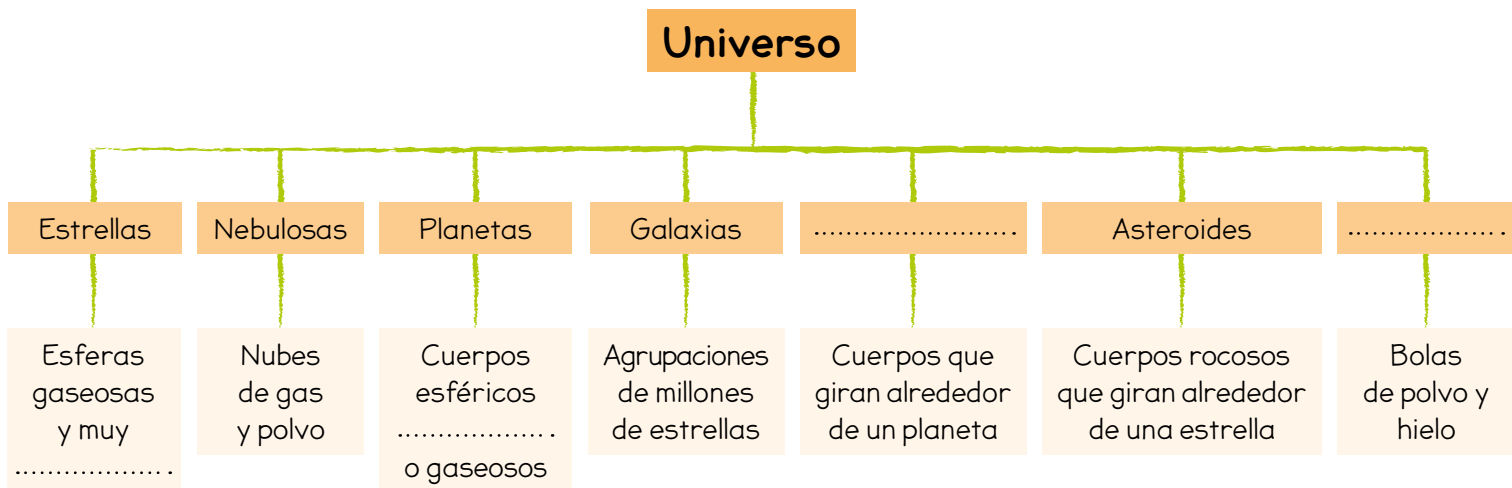 Universo
Estrellas
Nebulosas
Planetas
Galaxias
........................
Asteroides
...................
Esferas
gaseosas
y muy
...................
Nubes
de gas
y polvo
Cuerpos
esféricos
...................
o gaseosos
Agrupaciones
de millones
de estrellas
Cuerpos que
giran alrededor
de un planeta
Cuerpos rocosos
que giran alrededor
de una estrella
Bolas
de polvo y
hielo